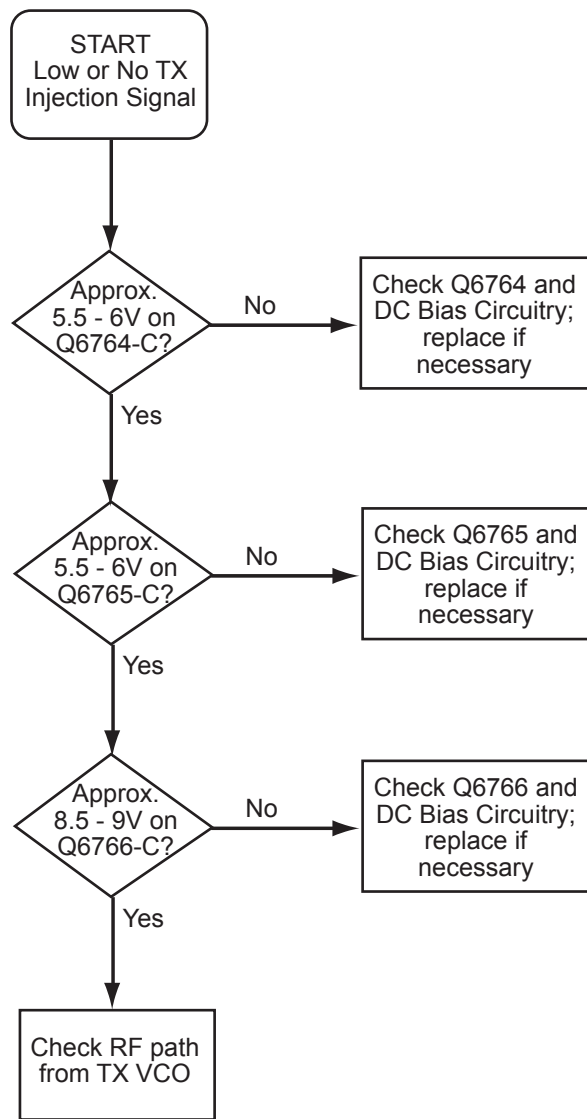 START
Low or No TX
Injection Signal
Approx.
5.5 - 6V on
Q6764-C?
No
Check Q6764 and
DC Bias Circuitry;
replace if
necessary
Yes
Approx.
5.5 - 6V on
Q6765-C?
No
Check Q6765 and
DC Bias Circuitry;
replace if
necessary
Yes
Approx.
8.5 - 9V on
Q6766-C?
No
Check Q6766 and
DC Bias Circuitry;
replace if
necessary
Yes
Check RF path
from TX VCO